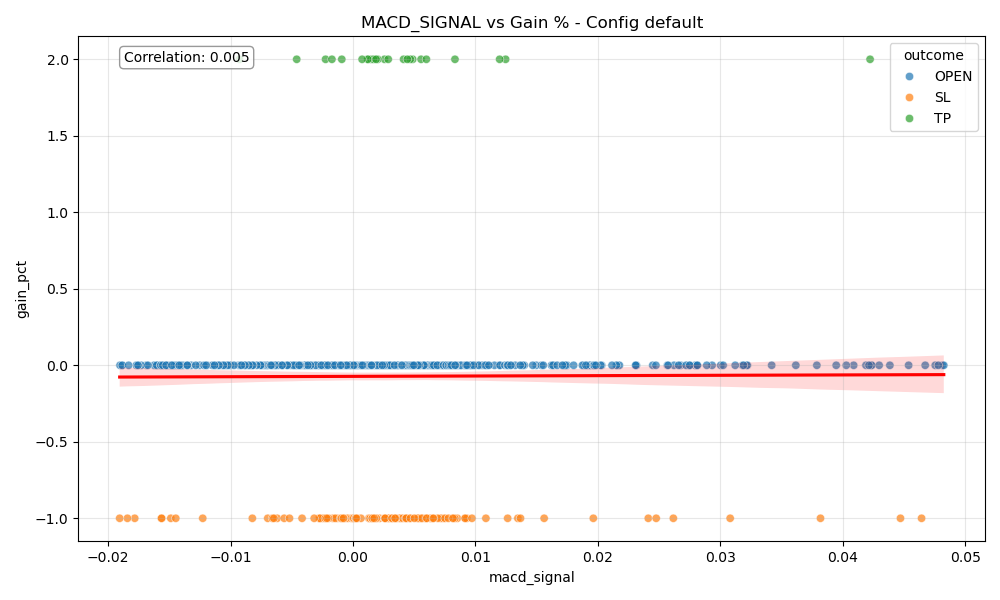 MACD_SIGNAL vs Gain % - Config default
Correlation: 0.005
outcome
OPEN
SL
TP
gain_pct
2.0
1.5
1.0
0.5
0.0
−0.5
−1.0
−0.02
−0.01
0.00
0.01
0.02
0.03
0.04
0.05
macd_signal